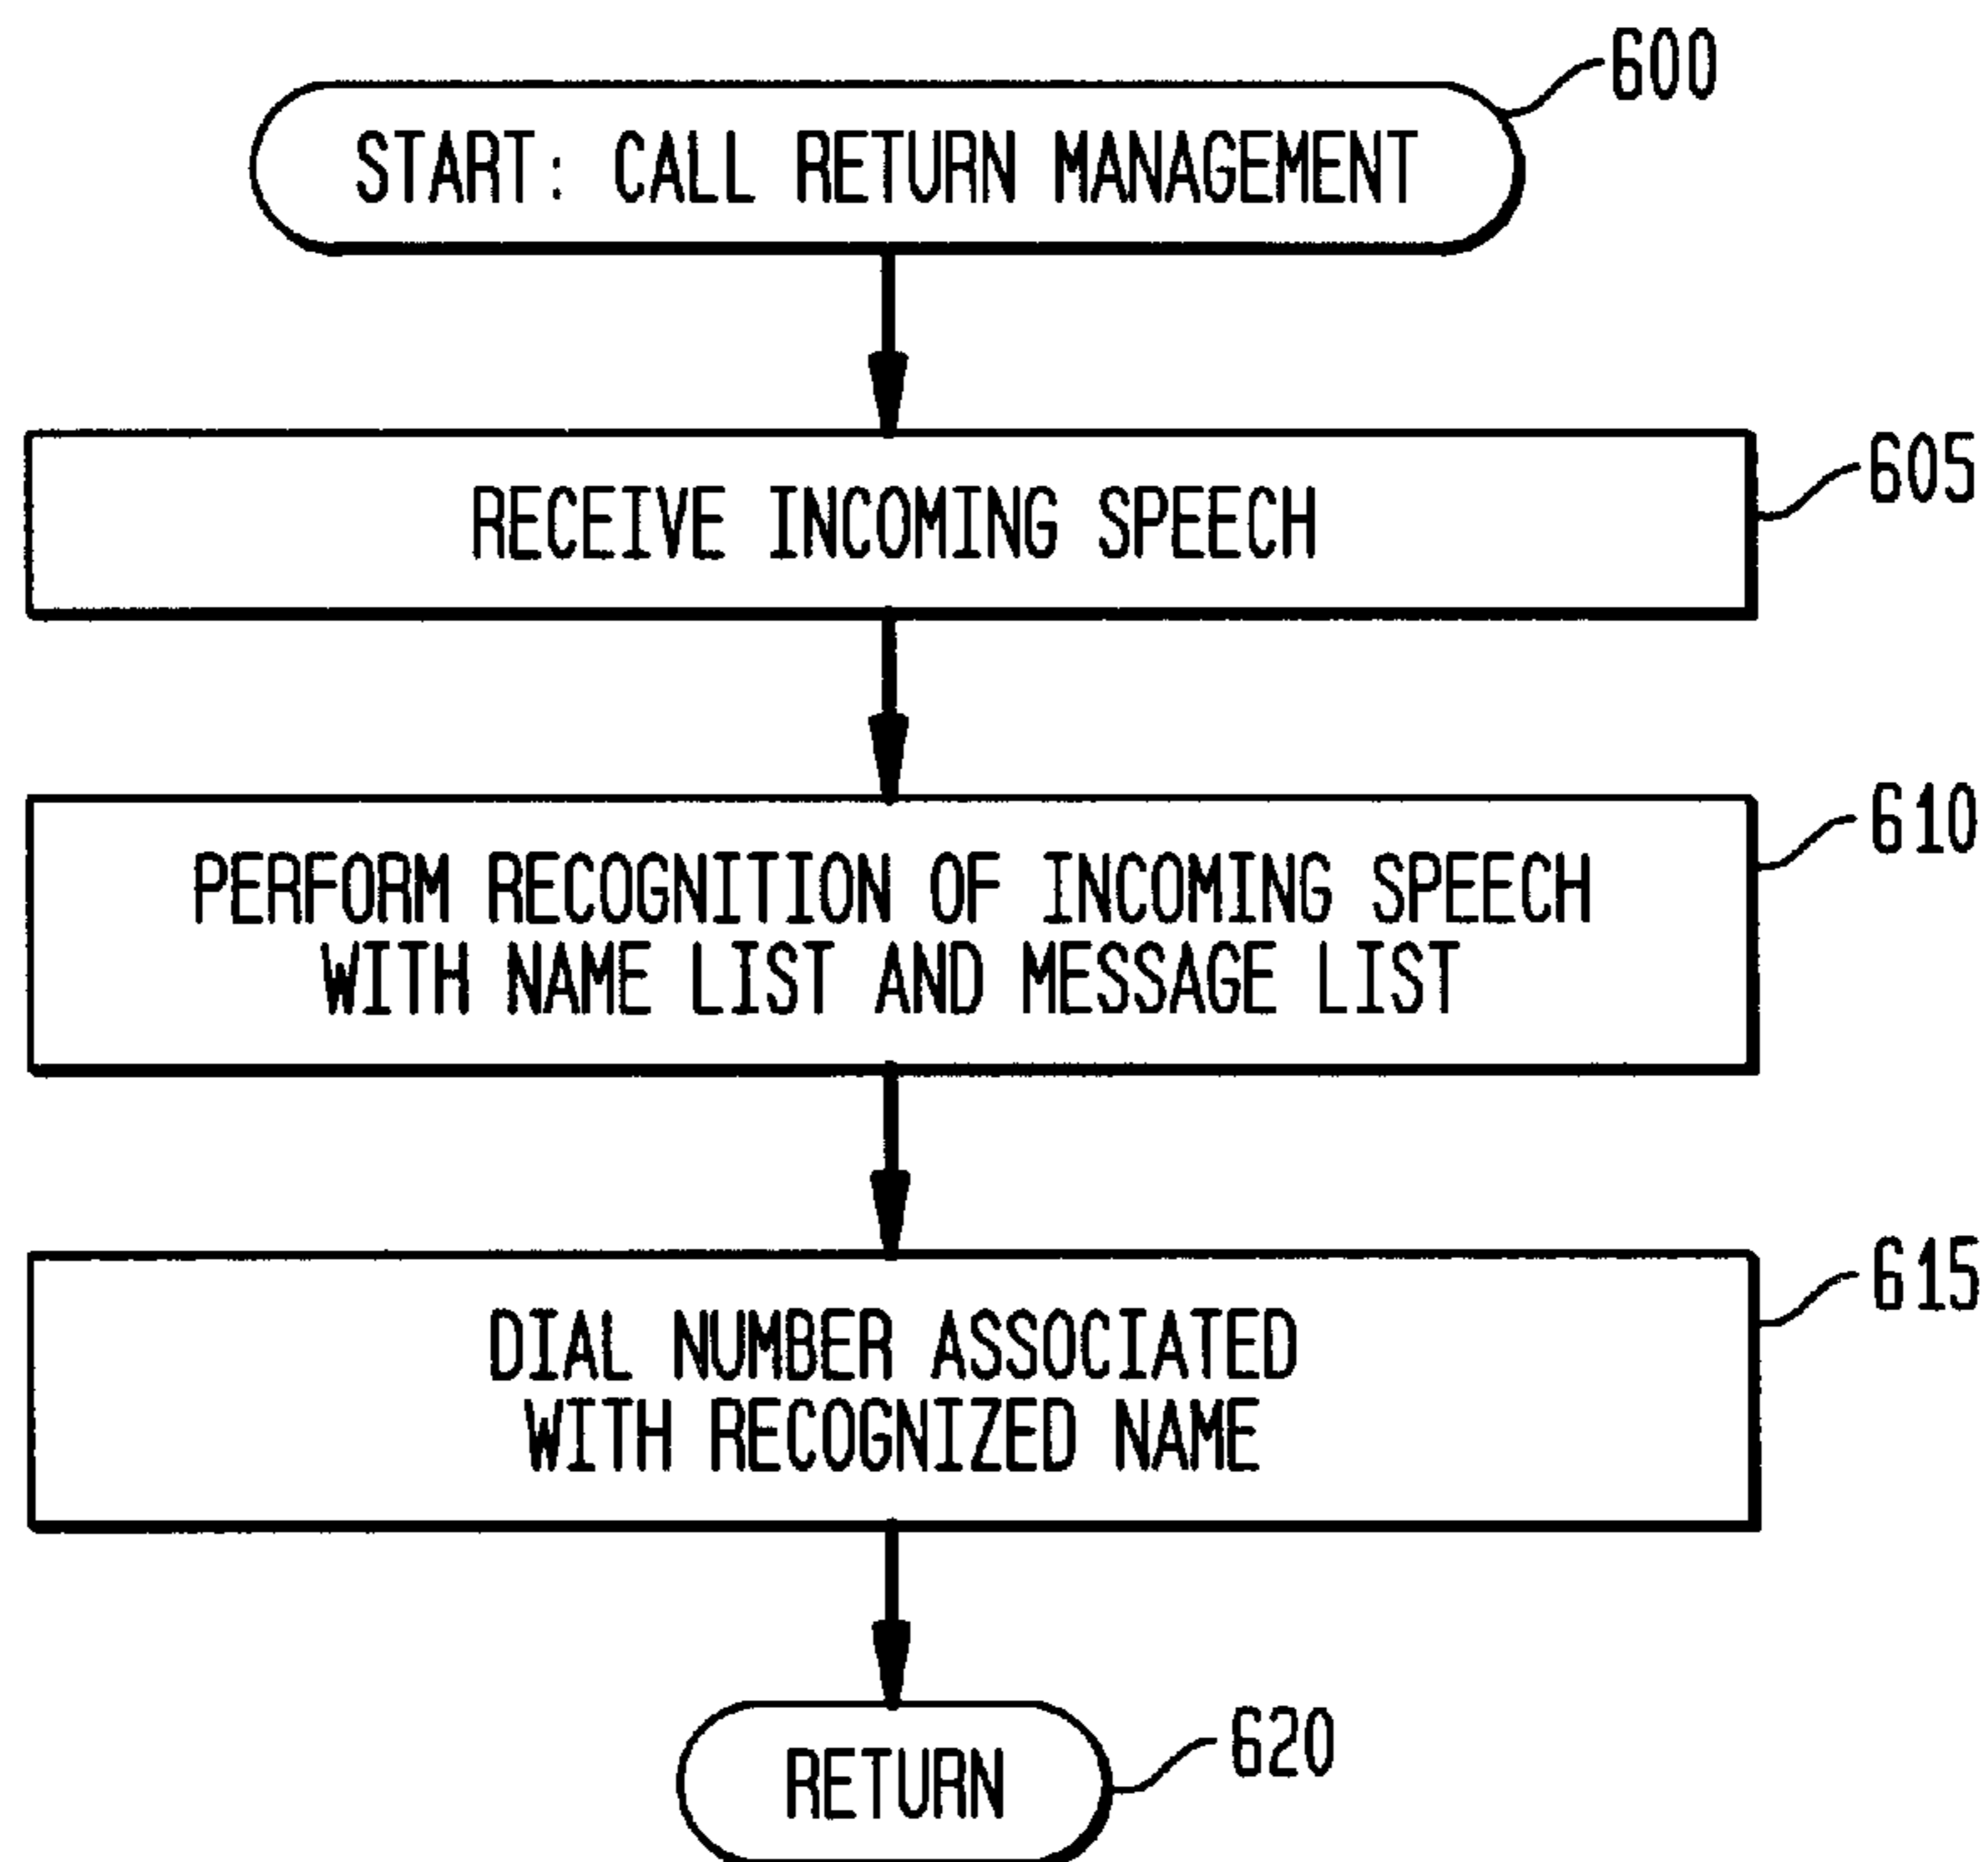 600
START: CALL RETURN MANAGEMENT
605
RECEIVE INCOMING SPEECH
610
PERFORM RECOGNITION OF INCOMING SPEECH
WITH NAME LIST AND MESSAGE LIST
615
DIAL NUMBER ASSOCIATED
WITH RECOGNIZED NAME
620
RETURN